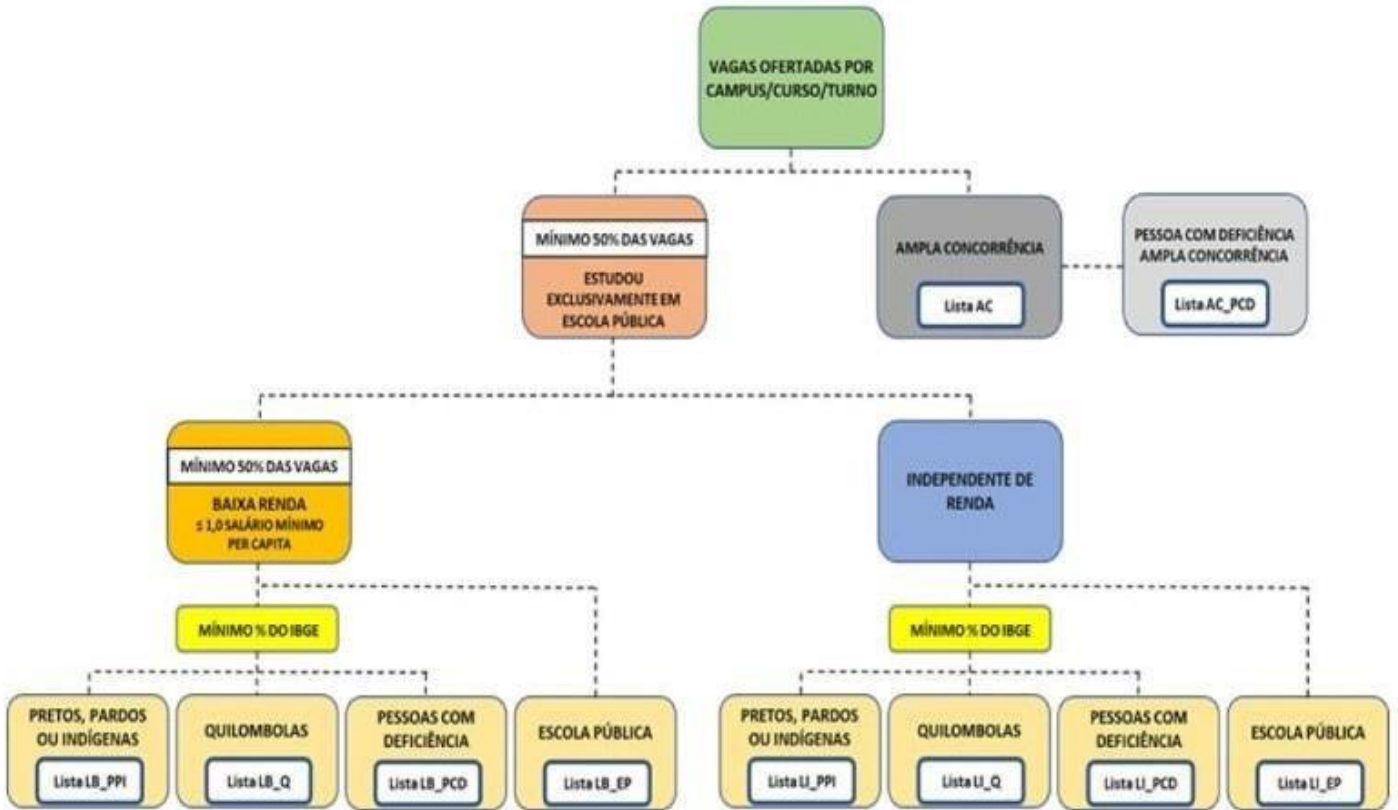 VAGAS OFERTADAS POR
CAMPUS/CURSO/TURNO
MÍNIMO 50% DAS VAGAS
ESTUDOU
EXCLUSIVAMENTE EM
ESCOLA PÚBLICA
AMPLA CONCORRÊNCIA
Lista AC
PESSOA COM DEFICIÊNCIA
AMPLA CONCORRÊNCIA
Lista AC_PCD
MÍNIMO 50% DAS VAGAS
BAIXA RENDA
≤ 1,0 SALÁRIO MÍNIMO
PER CAPITA
INDEPENDENTE DE
RENDA
MÍNIMO % DO IBGE
MÍNIMO % DO IBGE
PRETOS, PARDOS
OU INDÍGENAS
Lista LB_PPI
QUILOMBOLAS
Lista LB_Q
PESSOAS COM
DEFICIÊNCIA
Lista LB_PCD
ESCOLA PÚBLICA
Lista LB_EP
PRETOS, PARDOS
OU INDÍGENAS
Lista LI_PPI
QUILOMBOLAS
Lista LI_Q
PESSOAS COM
DEFICIÊNCIA
Lista LI_PCD
ESCOLA PÚBLICA
Lista LI_EP